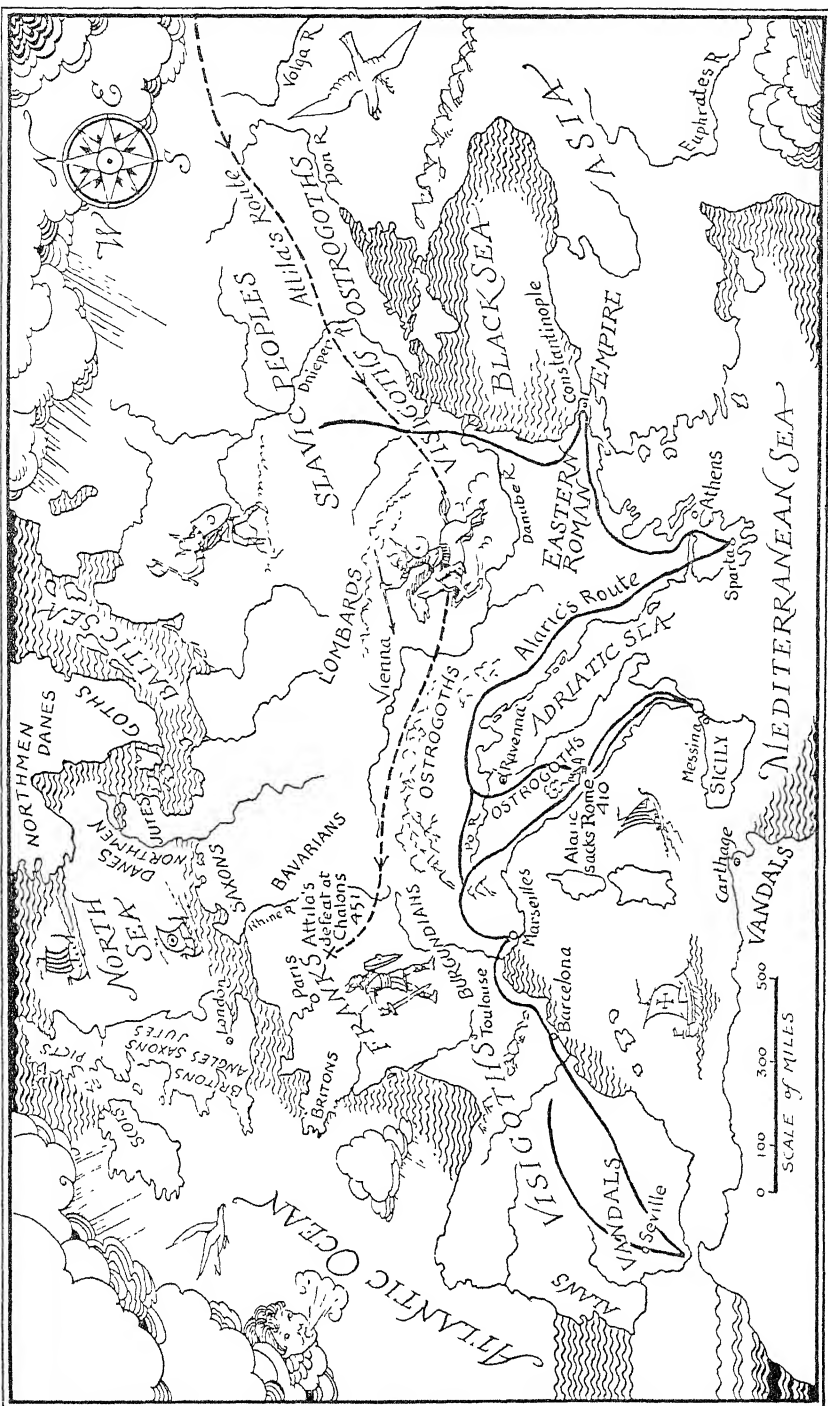 ATLANTIC OCEAN
SCOTS
PICTS
BRITONS
ANGLES SAXONS
JUTES
London
NORTH
SEA
NORTHMEN
DANES
DANES
NORTHMEN
JUTES
GOTHS
BALTIC SEA
SAXONS
Rhine R
BAVARIANS
BRITONS
Paris
FRANKS
Attila's
defeat at
Chalons
451
BURGUNDIANS
LOMBARDS
Vienna
SLAVIC PEOPLES
Dnieper R
Attila's Route
OSTROGOTHS
Don R
Volga R
N
E
S
W
VISIGOTHS
Danube R
BLACK SEA
Constantinople
ASIA
Euphrates R
EASTERN
ROMAN EMPIRE
Athens
Sparta
Alaric's Route
ADRIATIC SEA
OSTROGOTHS
Ravenna
Po R
OSTROGOTHS
Alaric
sacks Rome
410
Messina
SICILY
MEDITERRANEAN SEA
Marseilles
Toulouse
VISIGOTHS
Barcelona
VANDALS
Seville
ALANS
Carthage
VANDALS
0 100 300 500
SCALE of MILES